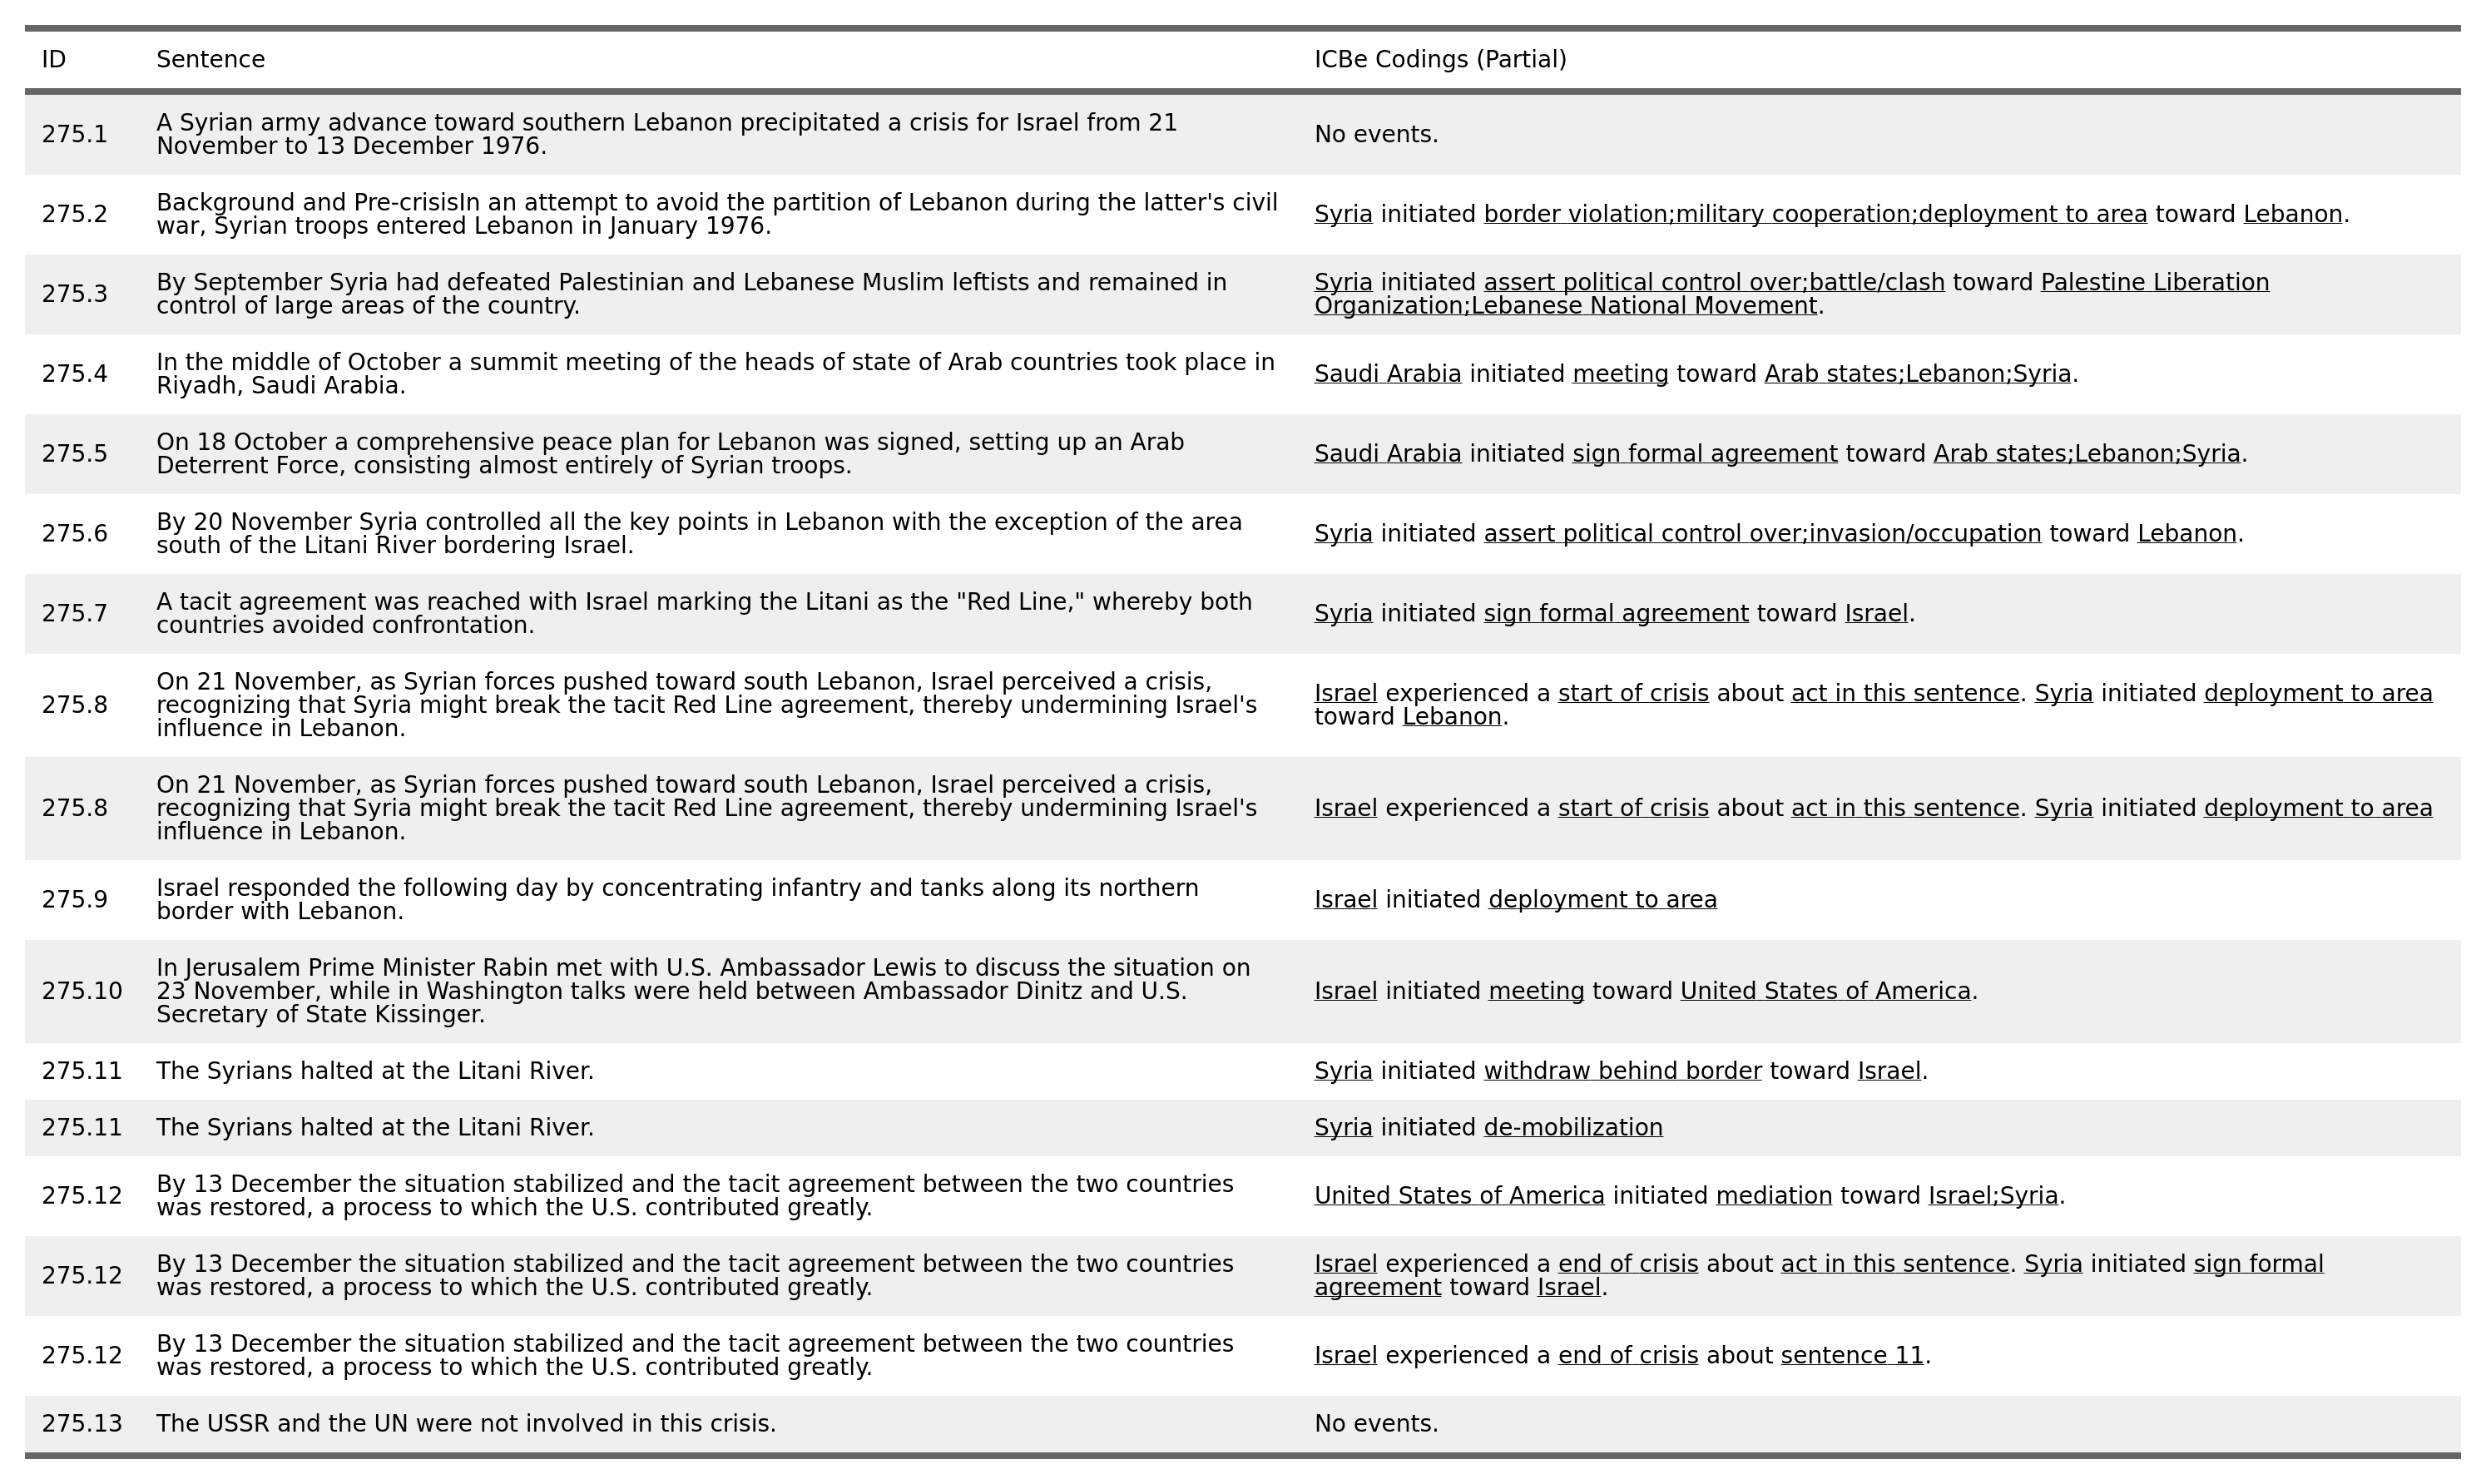 ID Sentence ICBe Codings (Partial)
275.1 A Syrian army advance toward southern Lebanon precipitated a crisis for Israel from 21
November to 13 December 1976.
No events.
275.2 Background and Pre-crisisIn an attempt to avoid the partition of Lebanon during the latter's civil
war, Syrian troops entered Lebanon in January 1976.
Syria initiated border violation;military cooperation;deployment to area toward Lebanon.
275.3 By September Syria had defeated Palestinian and Lebanese Muslim leftists and remained in
control of large areas of the country.
Syria initiated assert political control over;battle/clash toward Palestine Liberation
Organization;Lebanese National Movement.
275.4 In the middle of October a summit meeting of the heads of state of Arab countries took place in
Riyadh, Saudi Arabia.
Saudi Arabia initiated meeting toward Arab states;Lebanon;Syria.
275.5 On 18 October a comprehensive peace plan for Lebanon was signed, setting up an Arab
Deterrent Force, consisting almost entirely of Syrian troops.
Saudi Arabia initiated sign formal agreement toward Arab states;Lebanon;Syria.
275.6 By 20 November Syria controlled all the key points in Lebanon with the exception of the area
south of the Litani River bordering Israel.
Syria initiated assert political control over;invasion/occupation toward Lebanon.
275.7 A tacit agreement was reached with Israel marking the Litani as the "Red Line," whereby both
countries avoided confrontation.
Syria initiated sign formal agreement toward Israel.
275.8 On 21 November, as Syrian forces pushed toward south Lebanon, Israel perceived a crisis,
recognizing that Syria might break the tacit Red Line agreement, thereby undermining Israel's
influence in Lebanon.
Israel experienced a start of crisis about act in this sentence. Syria initiated deployment to area
toward Lebanon.
275.8 On 21 November, as Syrian forces pushed toward south Lebanon, Israel perceived a crisis,
recognizing that Syria might break the tacit Red Line agreement, thereby undermining Israel's
influence in Lebanon.
Israel experienced a start of crisis about act in this sentence. Syria initiated deployment to area
275.9 Israel responded the following day by concentrating infantry and tanks along its northern
border with Lebanon.
Israel initiated deployment to area
275.10 In Jerusalem Prime Minister Rabin met with U.S. Ambassador Lewis to discuss the situation on
23 November, while in Washington talks were held between Ambassador Dinitz and U.S.
Secretary of State Kissinger.
Israel initiated meeting toward United States of America.
275.11 The Syrians halted at the Litani River.
Syria initiated withdraw behind border toward Israel.
275.11 The Syrians halted at the Litani River.
Syria initiated de-mobilization
275.12 By 13 December the situation stabilized and the tacit agreement between the two countries
was restored, a process to which the U.S. contributed greatly.
United States of America initiated mediation toward Israel;Syria.
275.12 By 13 December the situation stabilized and the tacit agreement between the two countries
was restored, a process to which the U.S. contributed greatly.
Israel experienced a end of crisis about act in this sentence. Syria initiated sign formal
agreement toward Israel.
275.12 By 13 December the situation stabilized and the tacit agreement between the two countries
was restored, a process to which the U.S. contributed greatly.
Israel experienced a end of crisis about sentence 11.
275.13 The USSR and the UN were not involved in this crisis.
No events.